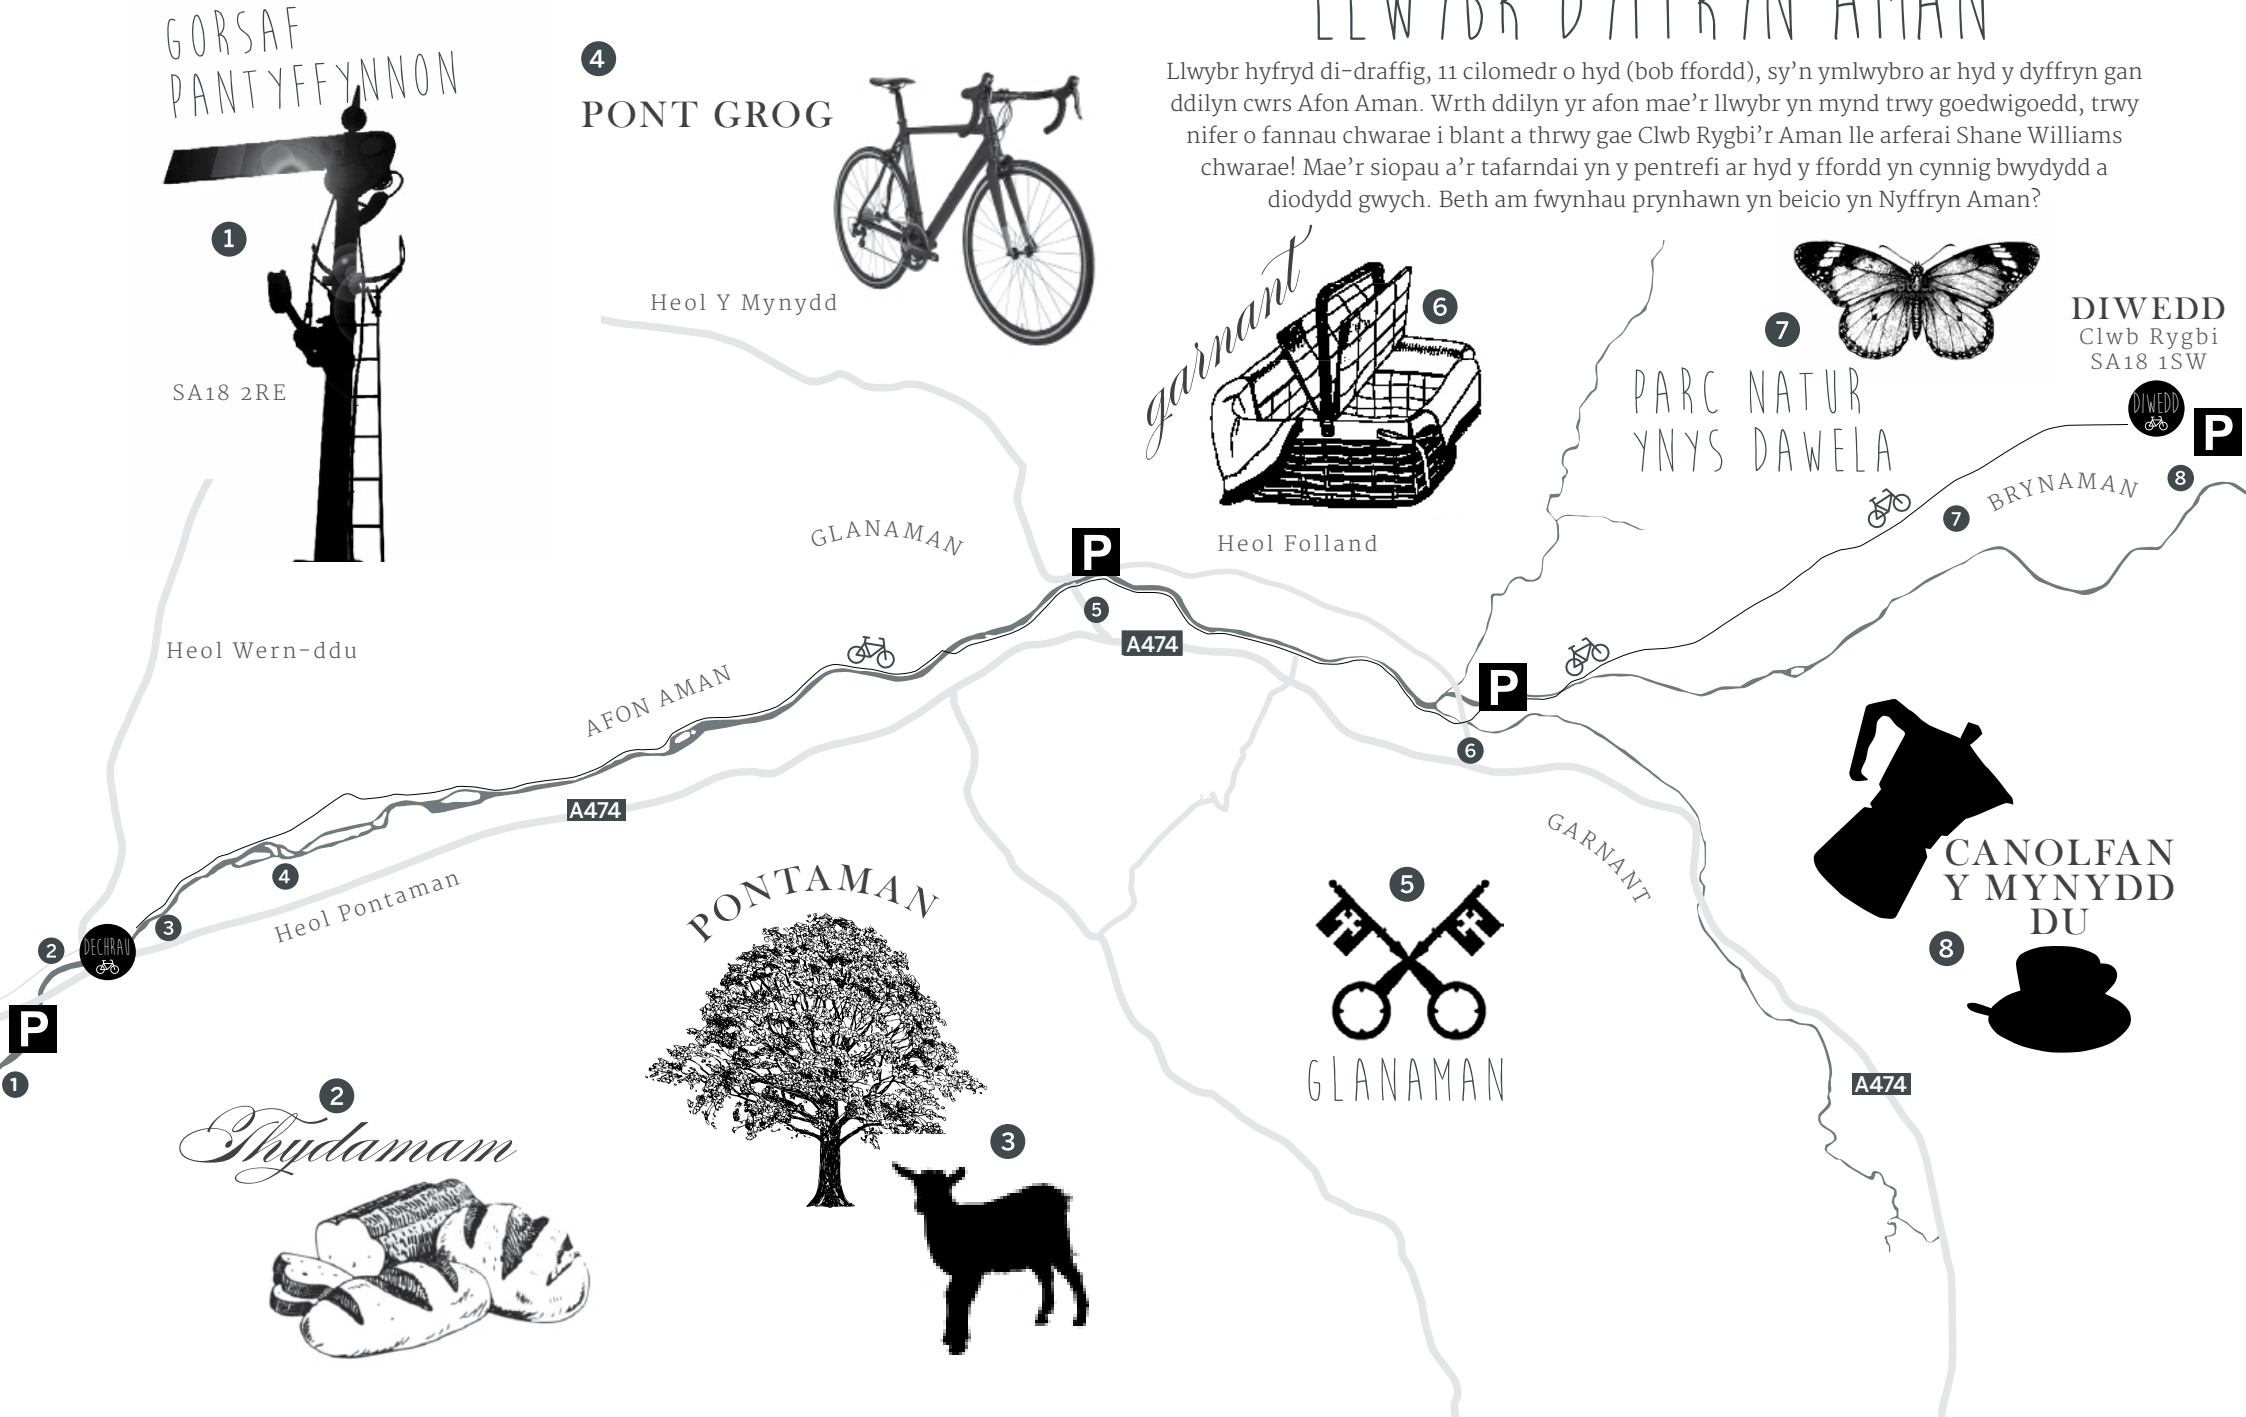 LLWYBR DYFFRYN AMAN
Llwybr hyfryd di-draffig, 11 cilomedr o hyd (bob ffordd), sy’n ymlwybro ar hyd y dyffryn gan
ddilyn cwrs Afon Aman. Wrth ddilyn yr afon mae’r llwybr yn mynd trwy goedwigoedd, trwy
nifer o fannau chwarae i blant a thrwy gae Clwb Rygbi’r Aman lle arferai Shane Williams
chwarae! Mae’r siopau a’r tafarndai yn y pentrefi ar hyd y ffordd yn cynnig bwydydd a
diodydd gwych. Beth am fwynhau prynhawn yn beicio yn Nyffryn Aman?
GORSAF
PANTYFFYNNON
1
SA18 2RE
4
PONT GROG
Heol Y Mynydd
garnant
6
Heol Folland
7
PARC NATUR
YNYS DAWELA
DIWEDD
Clwb Rygbi
SA18 1SW
DIWEDD
P
8
BRYNAMAN
7
GLANAMAN
P
5
A474
Heol Wern-ddu
AFON AMAN
P
6
A474
4
Heol Pontaman
3
2
DECHRAU
P
1
GARNANT
CANOLFAN
Y MYNYDD
DU
8
PONTAMAN
3
5
GLANAMAN
A474
2
Rhydamam